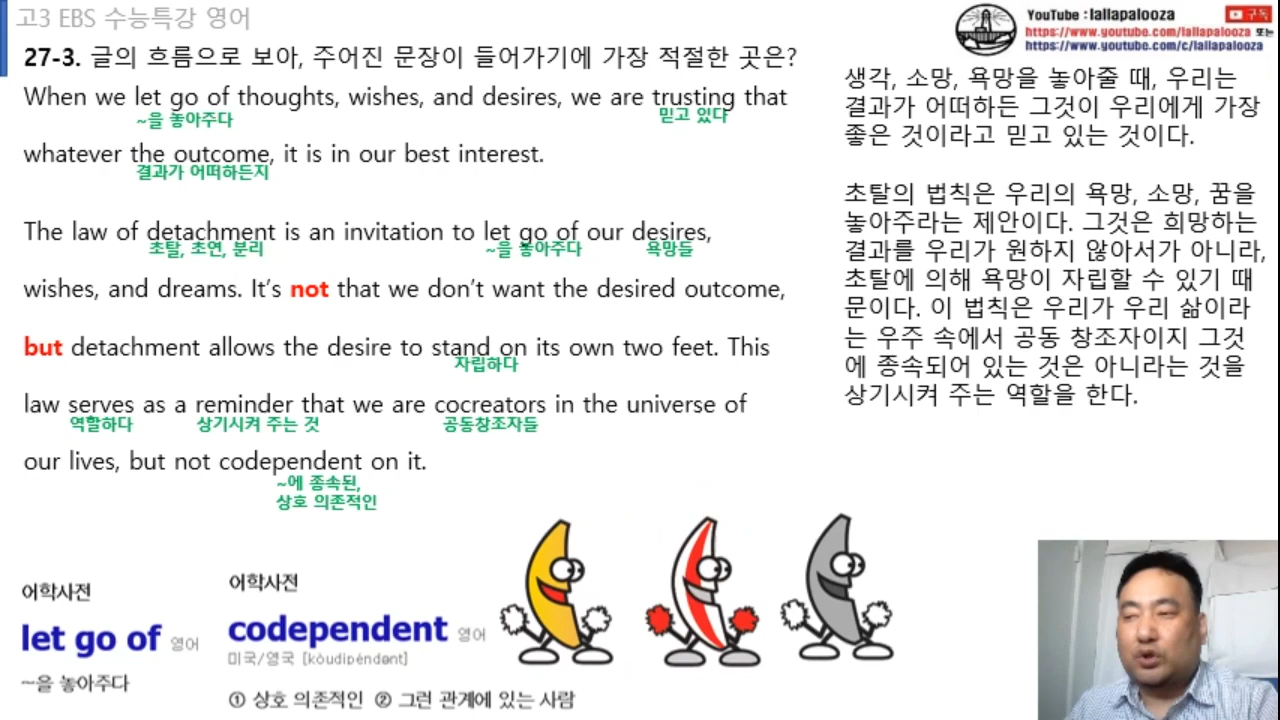 고3 EBS 수능특강 영어
YouTube : lallapalooza
구독
https://www.youtube.com/lallapalooza 또는
https://www.youtube.com/c/lallapalooza
27-3. 글의 흐름으로 보아, 주어진 문장이 들어가기에 가장 적절한 곳은?
When we let go of thoughts, wishes, and desires, we are trusting that
~을 놓아주다
믿고 있다
whatever the outcome, it is in our best interest.
결과가 어떠하든지
The law of detachment is an invitation to let go of our desires,
초탈, 초연, 분리
~을 놓아주다
욕망들
wishes, and dreams. It's not that we don't want the desired outcome,
but detachment allows the desire to stand on its own two feet. This
자립하다
law serves as a reminder that we are cocreators in the universe of
역할하다
상기시켜 주는 것
공동창조자들
our lives, but not codependent on it.
~에 종속된,
상호 의존적인
생각, 소망, 욕망을 놓아줄 때, 우리는
결과가 어떠하든 그것이 우리에게 가장
좋은 것이라고 믿고 있는 것이다.
초탈의 법칙은 우리의 욕망, 소망, 꿈을
놓아주라는 제안이다. 그것은 희망하는
결과를 우리가 원하지 않아서가 아니라,
초탈에 의해 욕망이 자립할 수 있기 때
문이다. 이 법칙은 우리가 우리 삶이라
는 우주 속에서 공동 창조자이지 그것
에 종속되어 있는 것은 아니라는 것을
상기시켜 주는 역할을 한다.
어학사전
let go of 영어
~을 놓아주다
어학사전
codependent 영어
미국/영국 [kòudipéndənt]
① 상호 의존적인 ② 그런 관계에 있는 사람